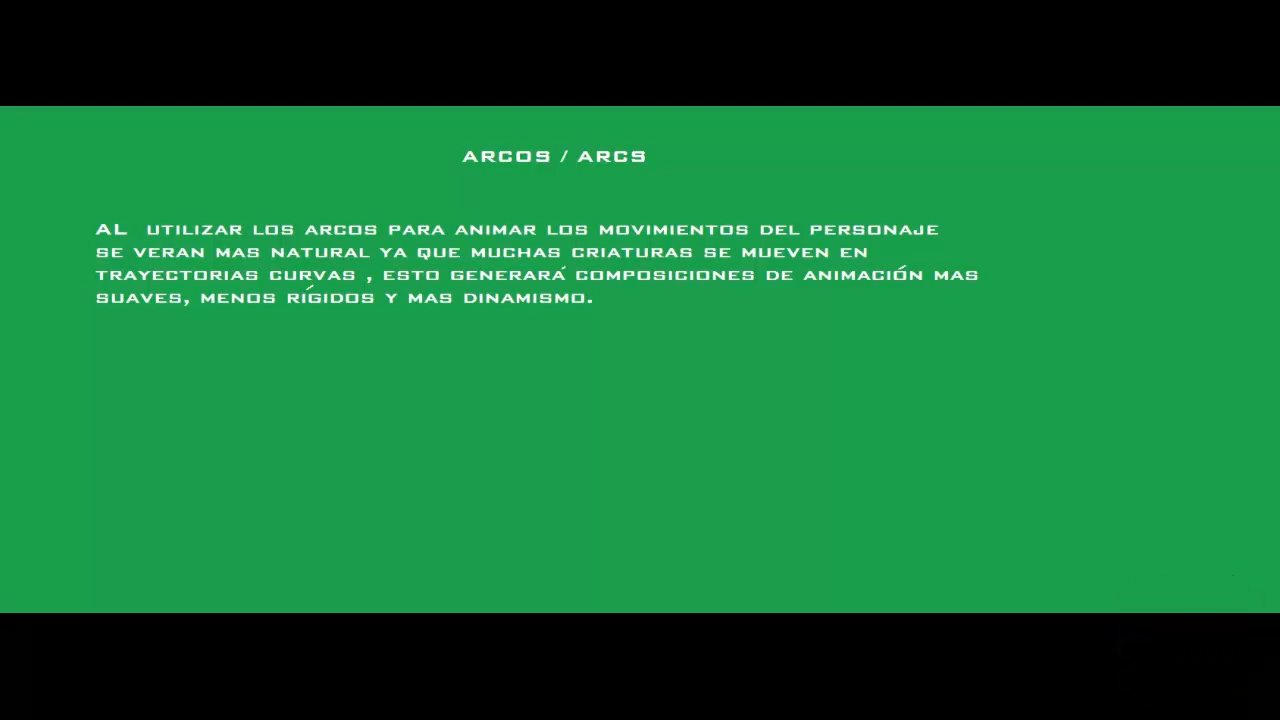 ARCOS / ARCS
AL UTILIZAR LOS ARCOS PARA ANIMAR LOS MOVIMIENTOS DEL PERSONAJE
SE VERAN MAS NATURAL YA QUE MUCHAS CRIATURAS SE MUEVEN EN
TRAYECTORIAS CURVAS , ESTO GENERARÁ COMPOSICIONES DE ANIMACIÓN MAS
SUAVES, MENOS RÍGIDOS Y MAS DINAMISMO.